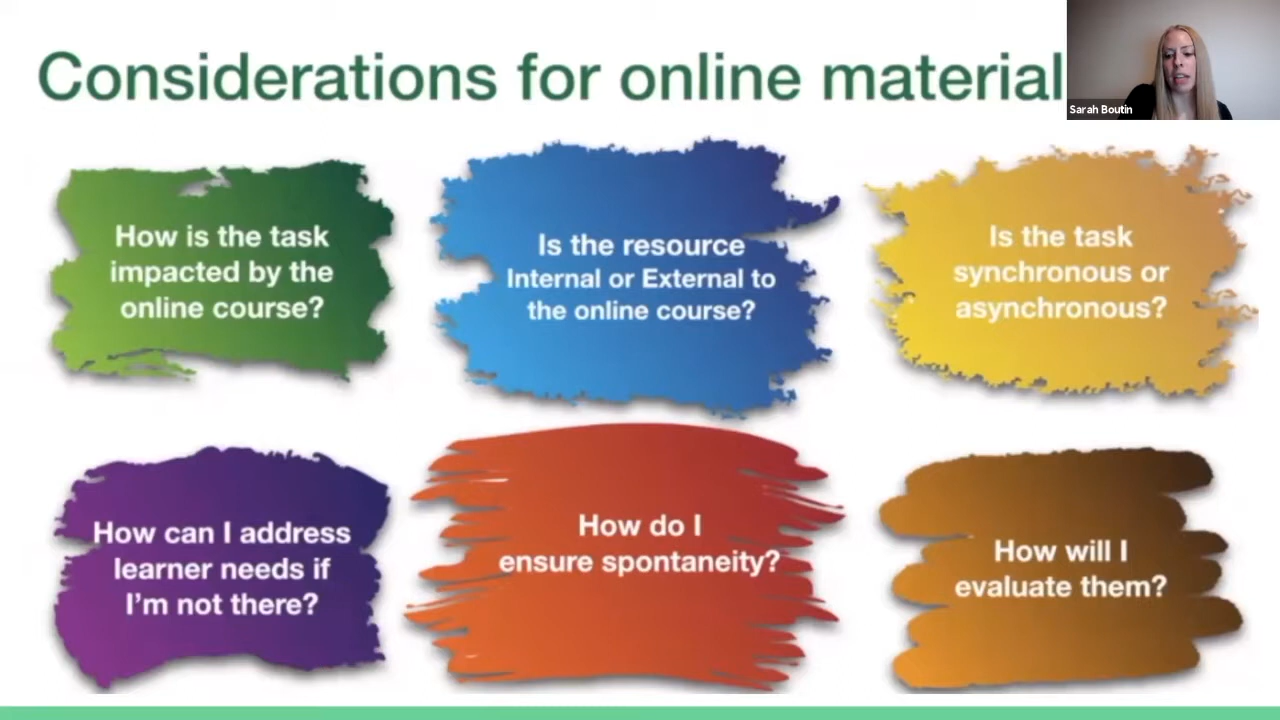 Considerations for online material
Sarah Boutin
How is the task
impacted by the
online course?
Is the resource
Internal or External to
the online course?
Is the task
synchronous or
asynchronous?
How can I address
learner needs if
I'm not there?
How do I
ensure spontaneity?
How will I
evaluate them?